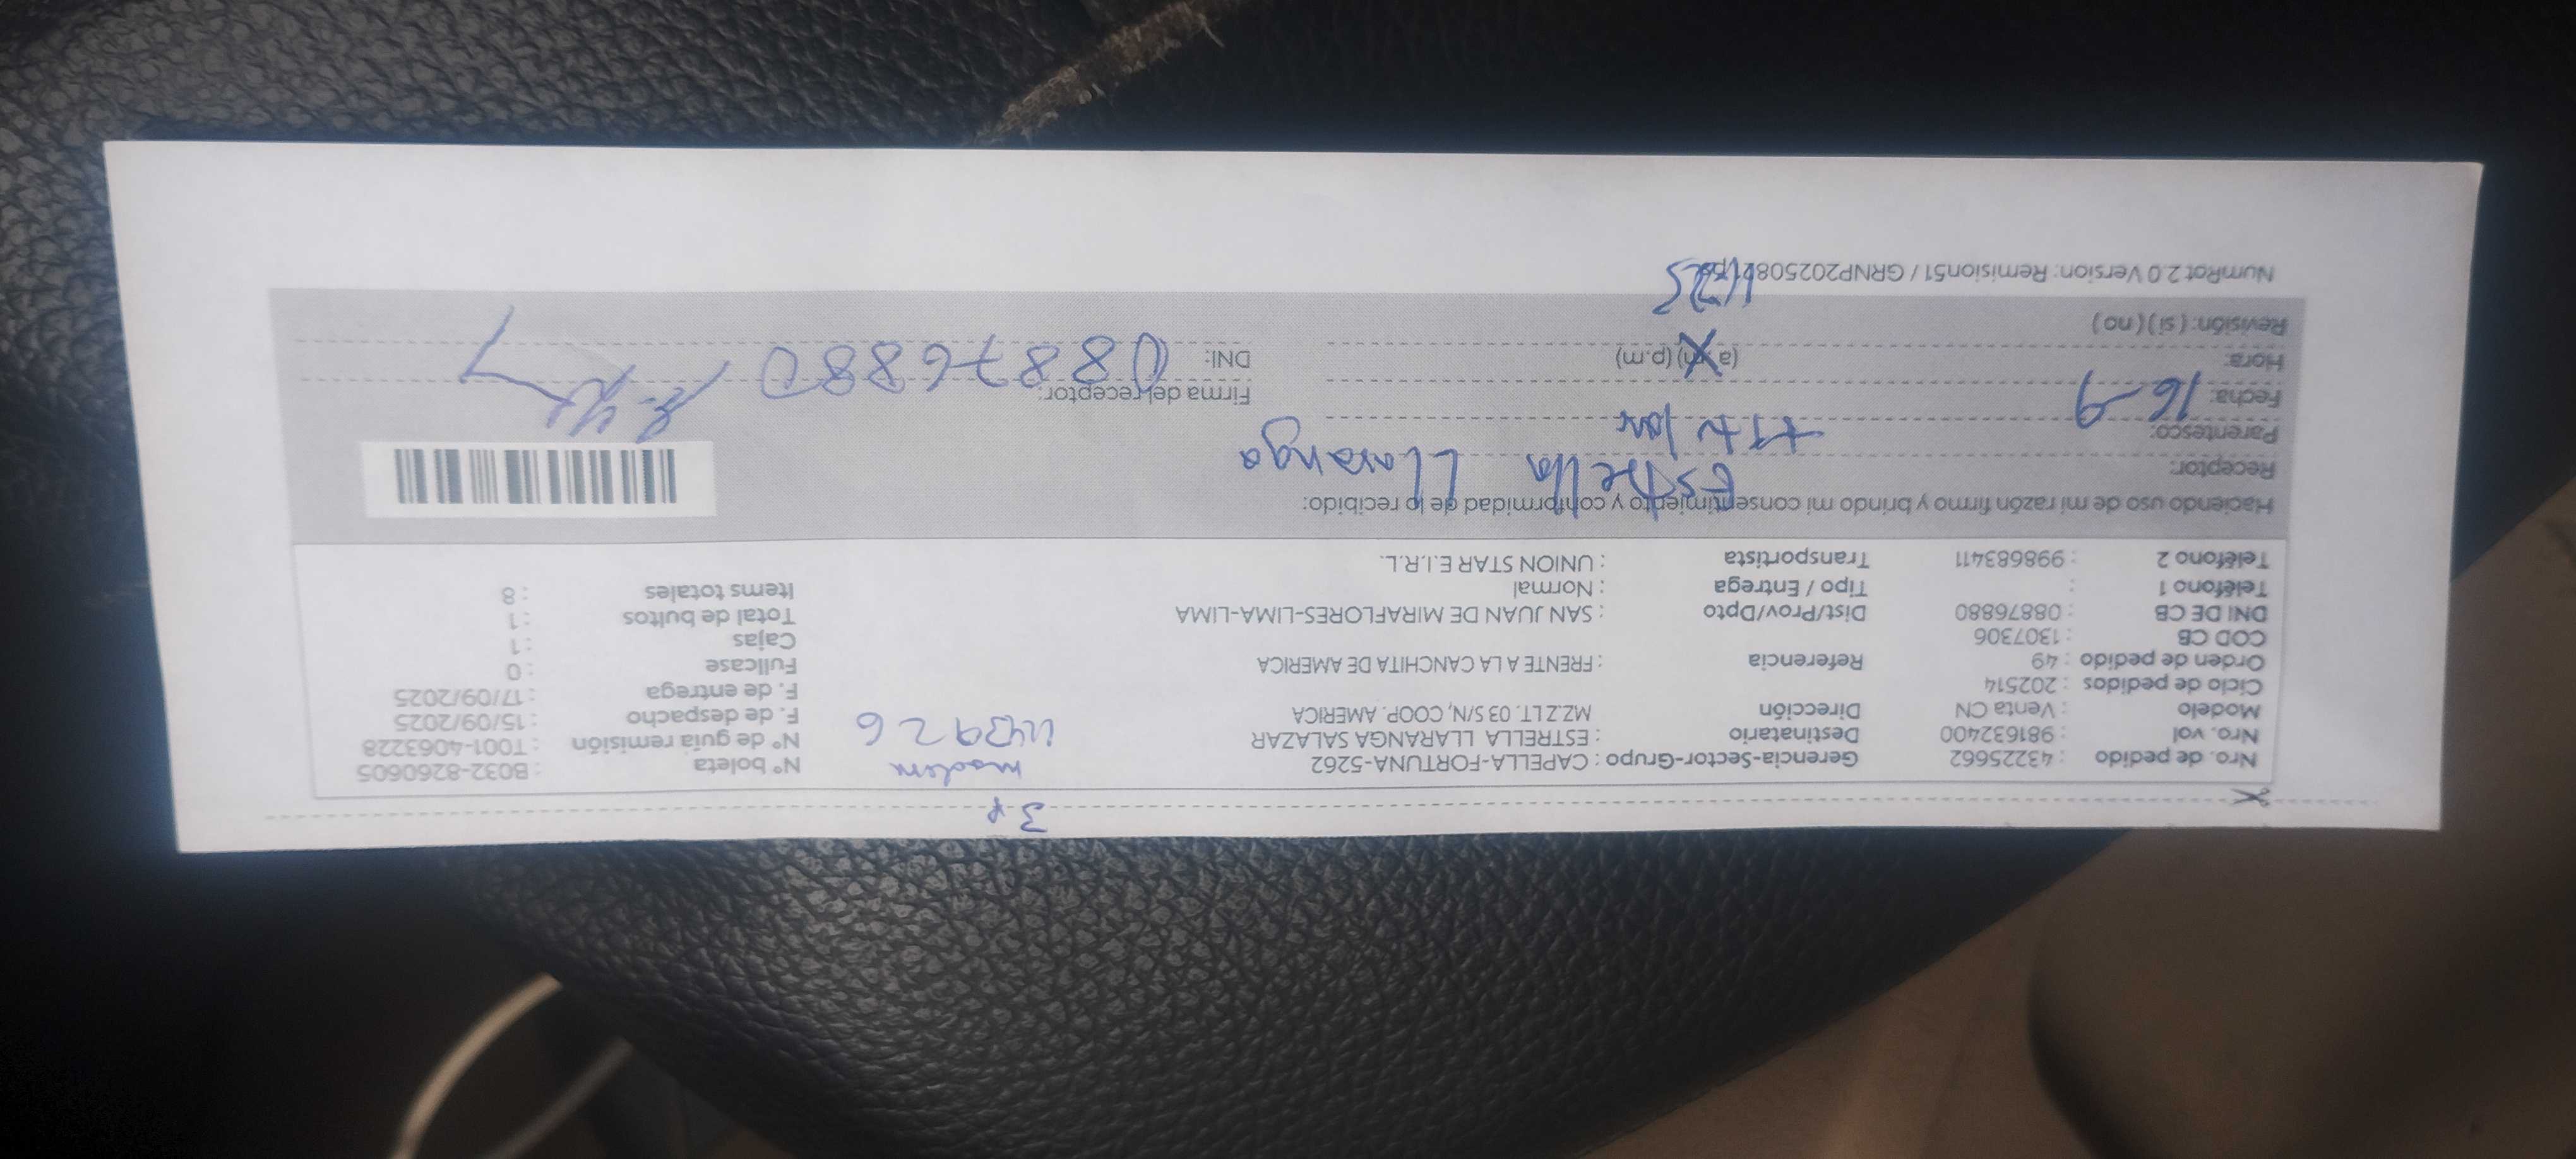 3p
Nro. de pedido : 43225662 Gerencia-Sector-Grupo : CAPELLA-FORTUNA-5262 Nº boleta : B032-8260605
Nro. vol : 981632400 Destinatario : ESTRELLA LLARANGA SALAZAR Nº de guía remisión : T001-4063228
Modelo : Venta CN Dirección MZ.Z LT. 03 S/N, COOP. AMERICA F. de despacho : 15/09/2025
Ciclo de pedidos : 202514 F. de entrega : 17/09/2025
Orden de pedido : 49 Referencia : FRENTE A LA CANCHITA DE AMERICA Fullcase : 0
COD CB : 1307306 Cajas : 1
DNI DE CB : 08876880 Dist/Prov/Dpto : SAN JUAN DE MIRAFLORES-LIMA-LIMA Total de bultos : 1
Teléfono 1 : Tipo / Entrega : Normal Items totales : 8
Teléfono 2 : 998683411 Transportista : UNION STAR E.I.R.L.
Haciendo uso de mi razón firmo y brindo mi consentimiento y conformidad de lo recibido:
Receptor: Estrella Llaranga
Parentesco: Titular
Fecha: 16-9 Firma del receptor:
Hora: (a.m) (p.m) DNI: 08876880
Revisión: ( si ) ( no )
NumRot 2.0 Version: Remision51 / GRNP20250821